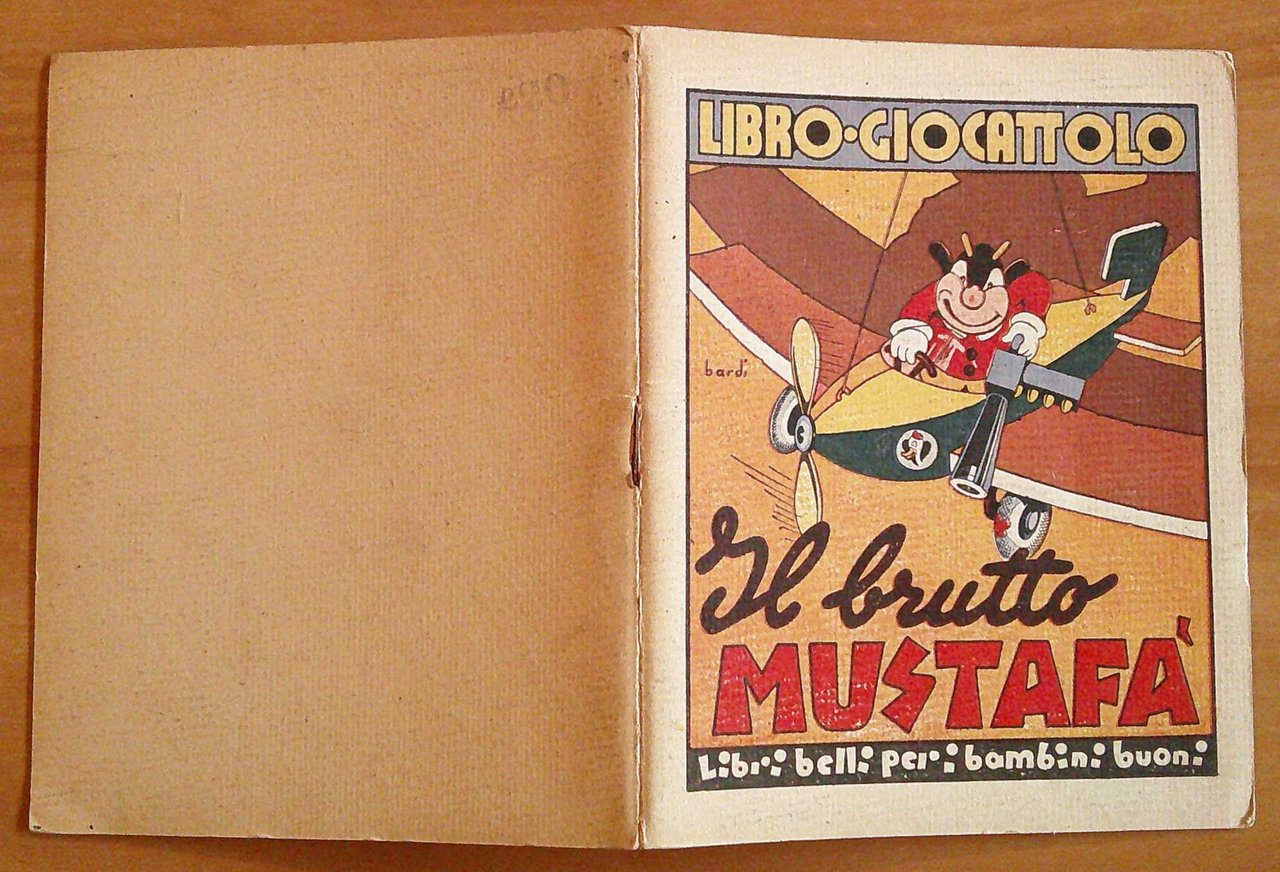 LIBRO•GIOCATTOLO
bardi
Il brutto
MUSTAFÀ
Libri belli per i bambini buoni